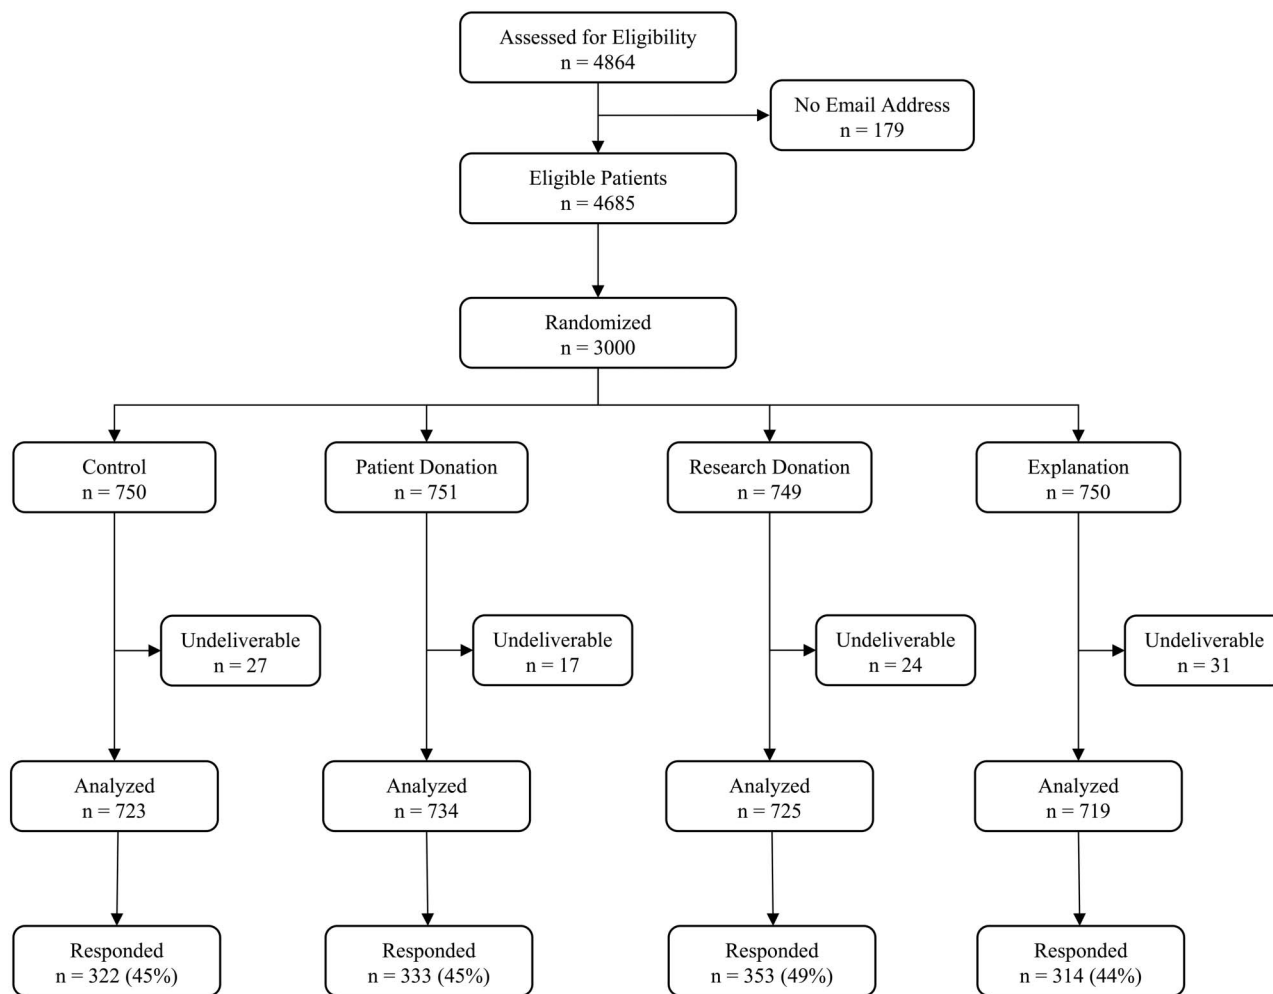 Assessed for Eligibility
n = 4864
No Email Address
n = 179
Eligible Patients
n = 4685
Randomized
n = 3000
Control
n = 750
Patient Donation
n = 751
Research Donation
n = 749
Explanation
n = 750
Undeliverable
n = 27
Undeliverable
n = 17
Undeliverable
n = 24
Undeliverable
n = 31
Analyzed
n = 723
Analyzed
n = 734
Analyzed
n = 725
Analyzed
n = 719
Responded
n = 322 (45%)
Responded
n = 333 (45%)
Responded
n = 353 (49%)
Responded
n = 314 (44%)